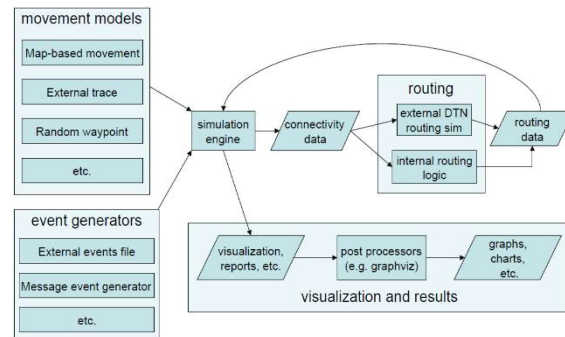 movement models
Map-based movement
External trace
Random waypoint
etc.
event generators
External events file
Message event generator
etc.
simulation
engine
connectivity
data
routing
external DTN
routing sim
internal routing
logic
routing
data
visualization,
reports, etc.
post processors
(e.g. graphviz)
graphs,
charts,
etc.
visualization and results